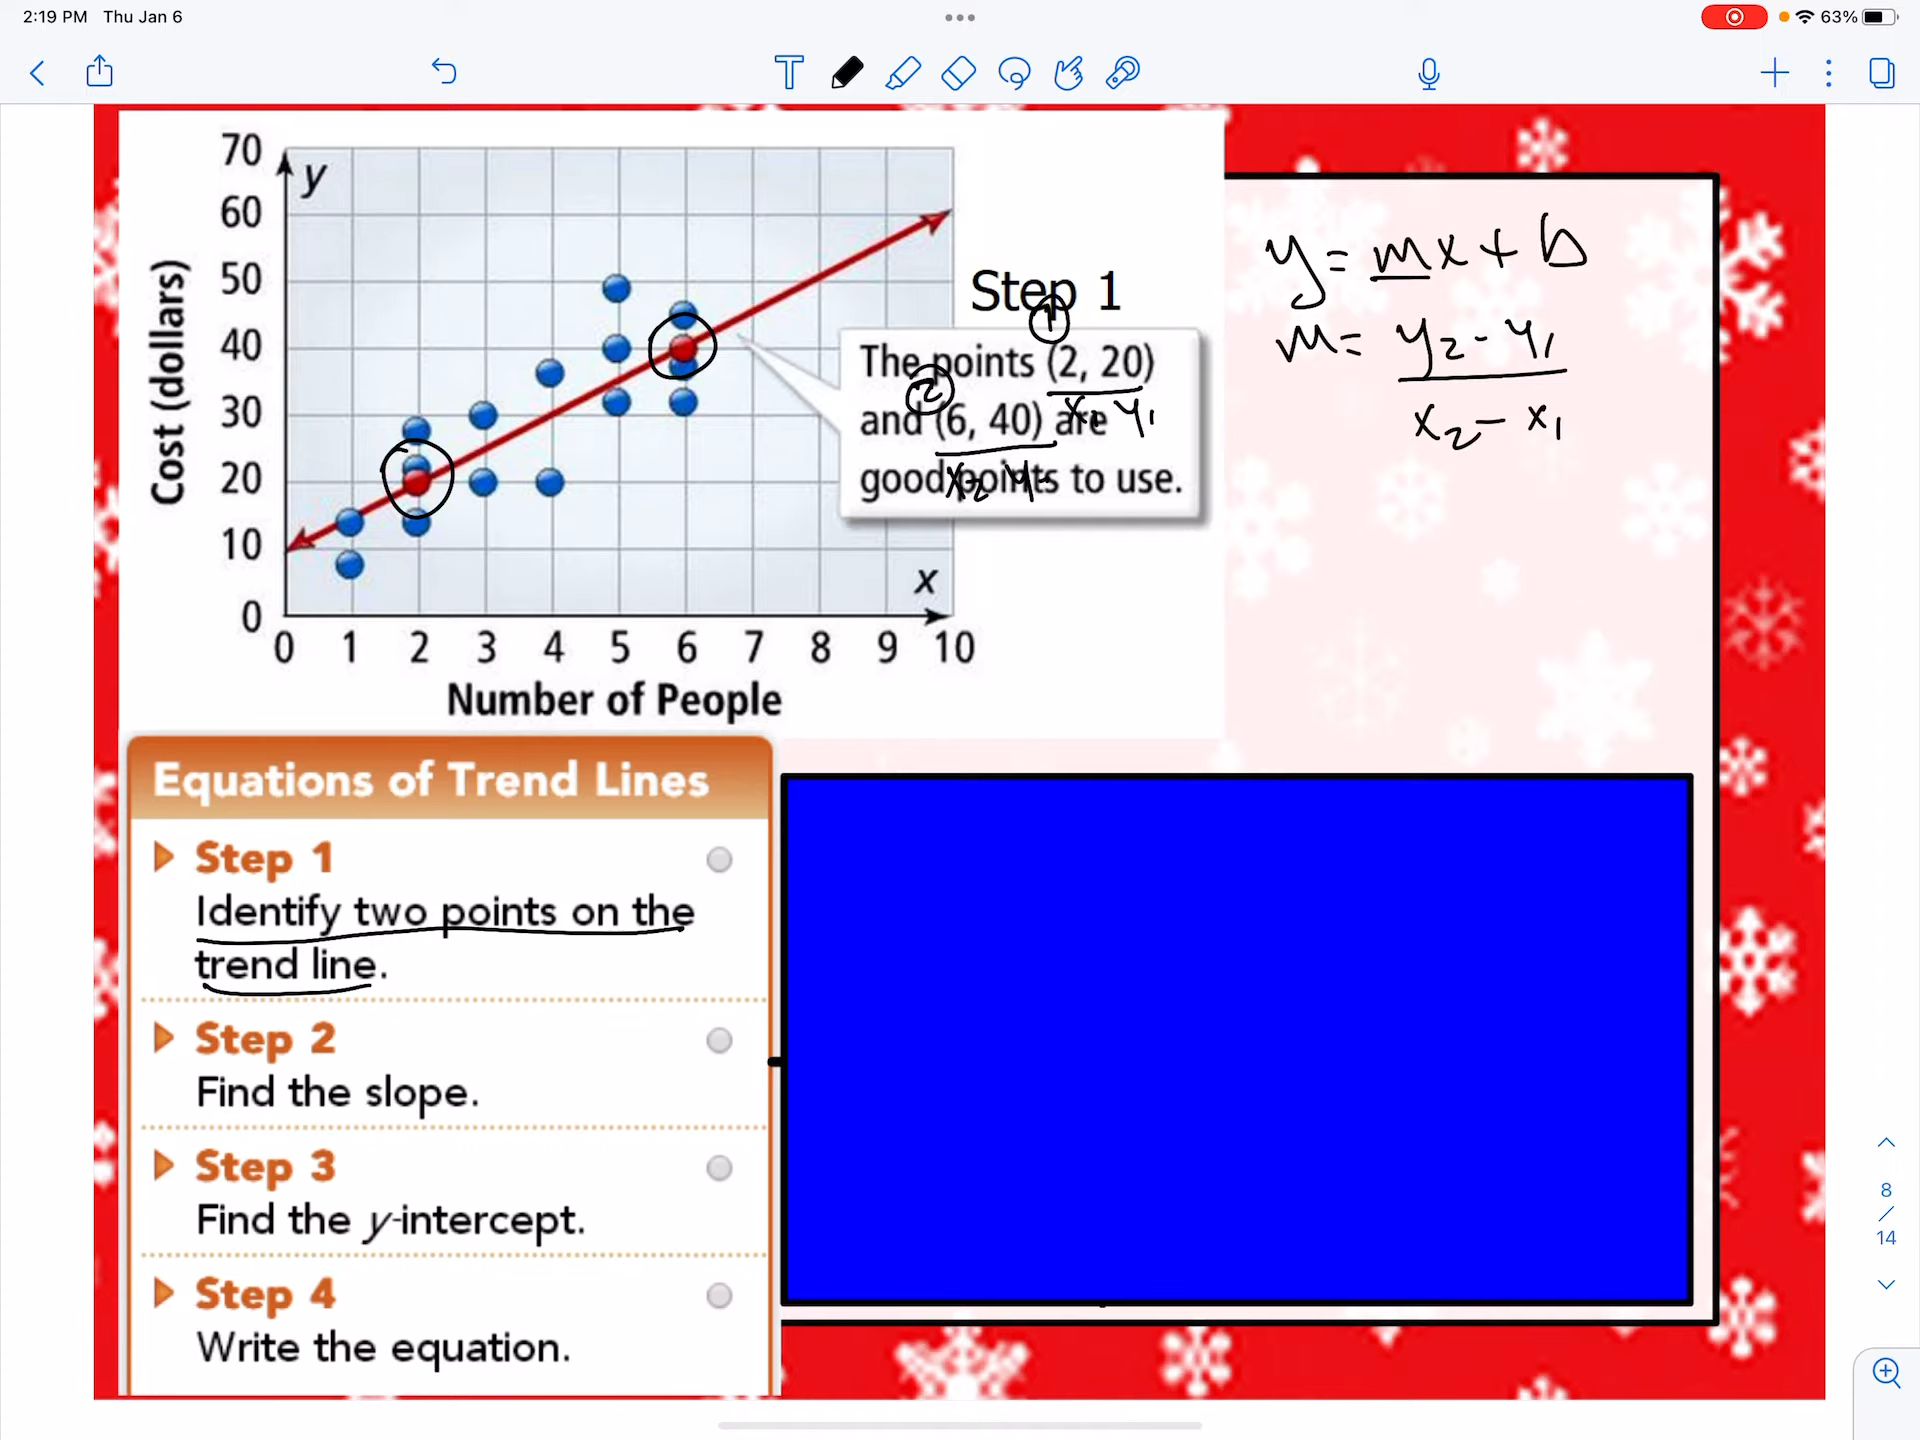 2:19 PM Thu Jan 6
63%
T
70
60
50
40
30
20
10
0
y
x
Cost (dollars)
0 1 2 3 4 5 6 7 8 9 10
Number of People
Step 1
①
The points (2, 20)
x₁ y₁
②
and (6, 40) are
x₂ y₂
good points to use.
y = mx + b
m = y₂ - y₁
x₂ - x₁
Equations of Trend Lines
Step 1
Identify two points on the
trend line.
Step 2
Find the slope.
Step 3
Find the y-intercept.
Step 4
Write the equation.
8
/
14